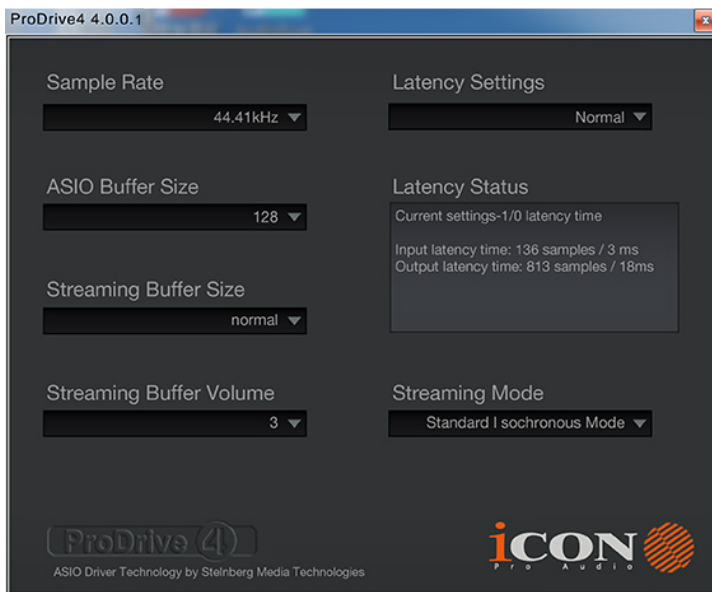 ProDrive4 4.0.0.1
Sample Rate
44.41kHz
Latency Settings
Normal
ASIO Buffer Size
128
Latency Status
Current settings-1/0 latency time
Input latency time: 136 samples / 3 ms
Output latency time: 813 samples / 18ms
Streaming Buffer Size
normal
Streaming Buffer Volume
3
Streaming Mode
Standard I sochronous Mode
ProDrive 4
ASIO Driver Technology by Stelnberg Media Technologies
iCON
Pro Audio